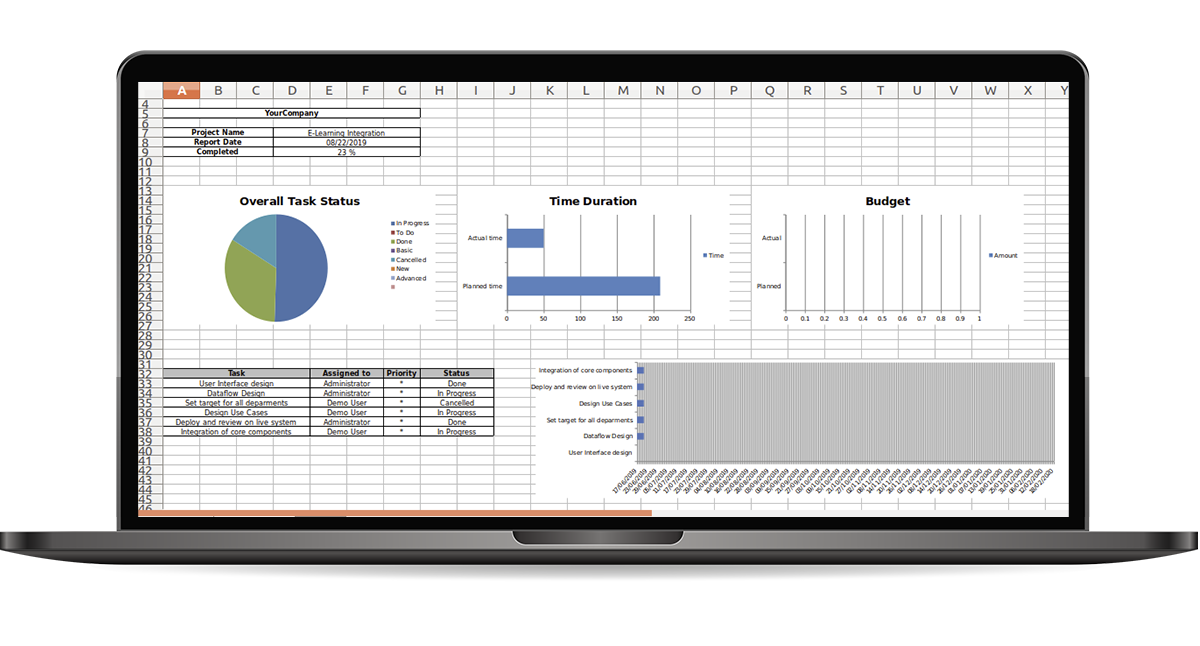 A B C D E F G H I J K L M N O P Q R S T U V W X Y
4
5 YourCompany
6
7 Project Name E-Learning Integration
8 Report Date 08/22/2019
9 Completed 23 %
10
11
12
13
14
15
16
17
18
19
20
21
22
23
24
25
26
27
28
29
30
Overall Task Status
In Progress
To Do
Done
Basic
Cancelled
New
Advanced
Time Duration
Actual time
Planned time
Time
0 50 100 150 200 250
Budget
Actual
Planned
Amount
0 0.1 0.2 0.3 0.4 0.5 0.6 0.7 0.8 0.9 1
31
32 Task Assigned to Priority Status
33 User Interface design Administrator * Done
34 Dataflow Design Administrator * In Progress
35 Set target for all deparments Demo User * Cancelled
36 Design Use Cases Demo User * In Progress
37 Deploy and review on live system Administrator * Done
38 Integration of core components Demo User * In Progress
39
40
41
42
43
44
45
46
Integration of core components
Deploy and review on live system
Design Use Cases
Set target for all deparments
Dataflow Design
User Interface design